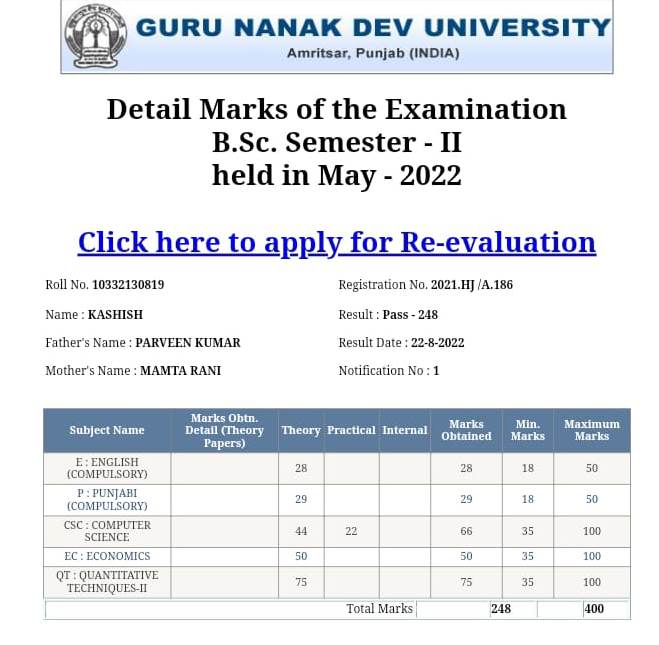 GURU NANAK DEV UNIVERSITY
Amritsar, Punjab (INDIA)
Detail Marks of the Examination
B.Sc. Semester - II
held in May - 2022
Click here to apply for Re-evaluation
Roll No. 10332130819 Registration No. 2021.HJ /A.186
Name : KASHISH Result : Pass - 248
Father's Name : PARVEEN KUMAR Result Date : 22-8-2022
Mother's Name : MAMTA RANI Notification No : 1
Subject Name Marks Obtn. Detail (Theory Papers) Theory Practical Internal Marks Obtained Min. Marks Maximum Marks
E : ENGLISH (COMPULSORY) 28 28 18 50
P : PUNJABI (COMPULSORY) 29 29 18 50
CSC : COMPUTER SCIENCE 44 22 66 35 100
EC : ECONOMICS 50 50 35 100
QT : QUANTITATIVE TECHNIQUES-II 75 75 35 100
Total Marks 248 400